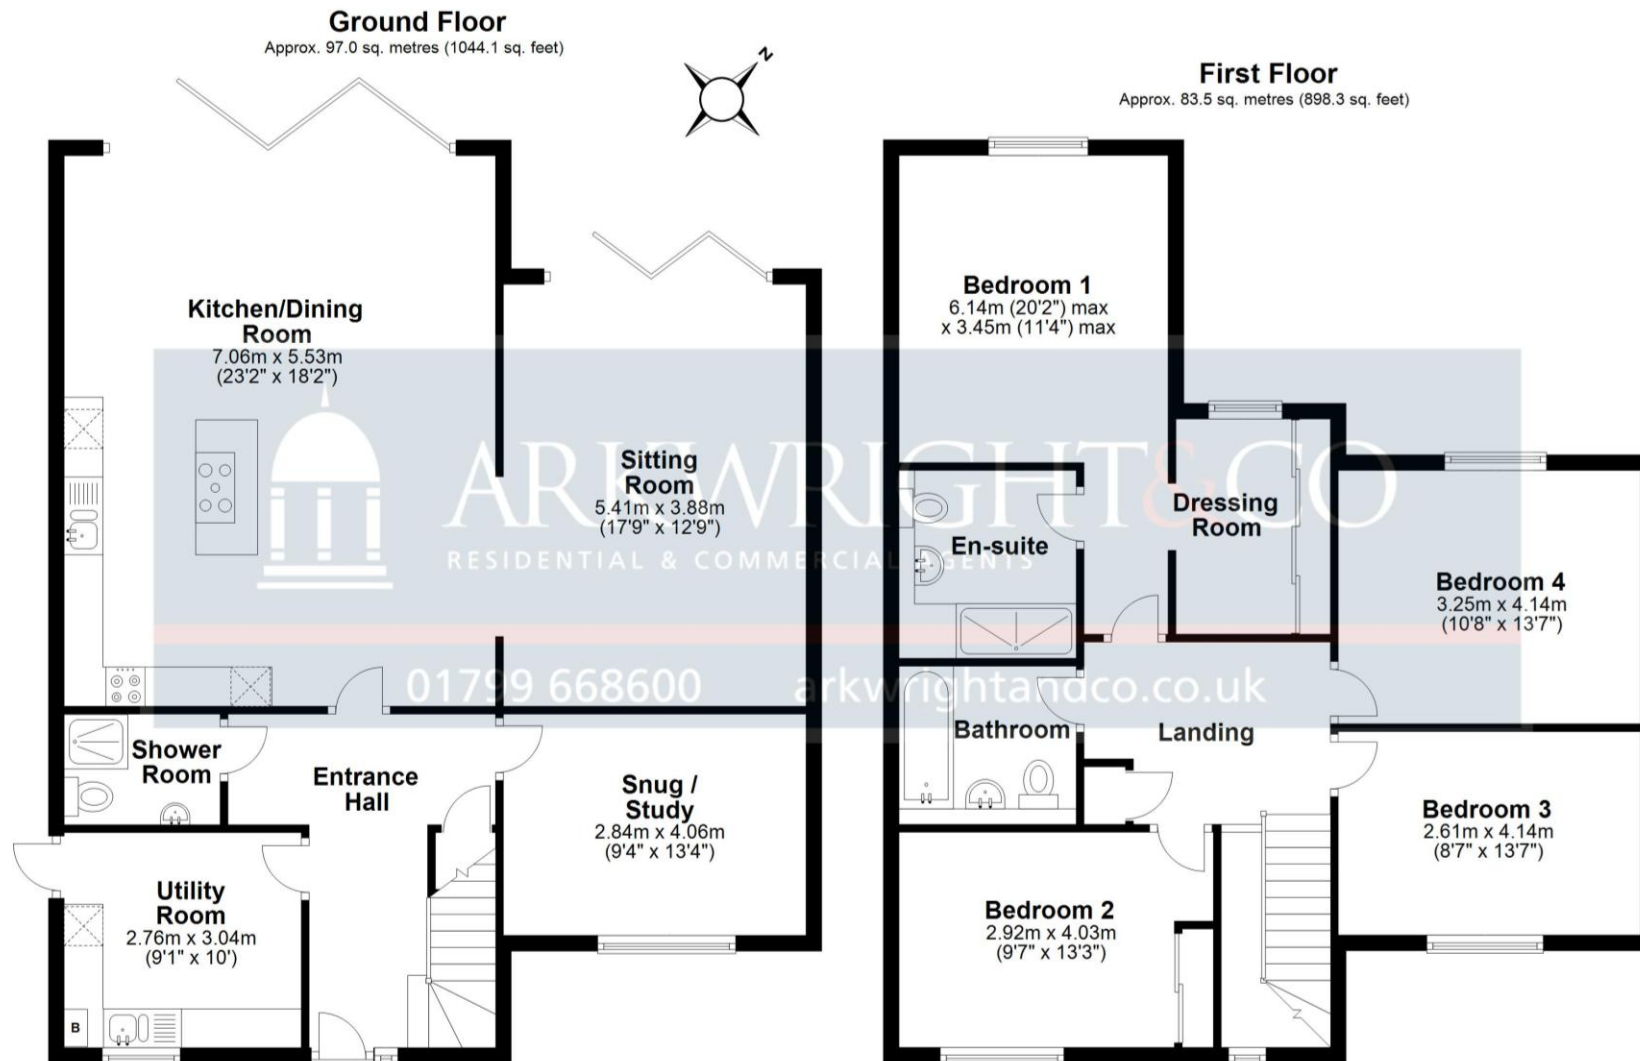 Ground Floor
Approx. 97.0 sq. metres (1044.1 sq. feet)
N
First Floor
Approx. 83.5 sq. metres (898.3 sq. feet)
Kitchen/Dining
Room
7.06m x 5.53m
(23'2" x 18'2")
Sitting
Room
5.41m x 3.88m
(17'9" x 12'9")
Shower
Room
Entrance
Hall
Snug /
Study
2.84m x 4.06m
(9'4" x 13'4")
Utility
Room
2.76m x 3.04m
(9'1" x 10')
B
Bedroom 1
6.14m (20'2") max
x 3.45m (11'4") max
Dressing
Room
En-suite
Bedroom 4
3.25m x 4.14m
(10'8" x 13'7")
Bathroom
Landing
Bedroom 3
2.61m x 4.14m
(8'7" x 13'7")
Bedroom 2
2.92m x 4.03m
(9'7" x 13'3")
ARKWRIGHT&CO
RESIDENTIAL & COMMERCIAL AGENTS
01799 668600 arkwrightandco.co.uk